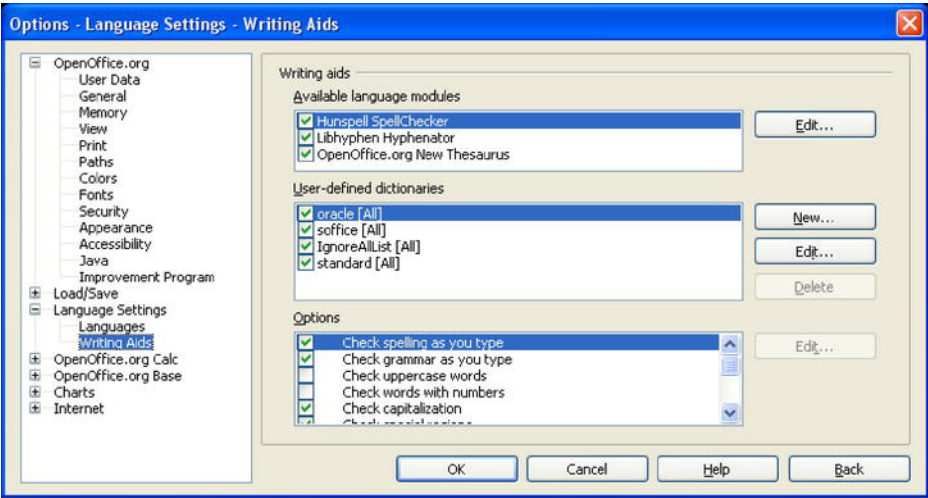 Options - Language Settings - Writing Aids
OpenOffice.org
User Data
General
Memory
View
Print
Paths
Colors
Fonts
Security
Appearance
Accessibility
Java
Improvement Program
Load/Save
Language Settings
Languages
Writing Aids
OpenOffice.org Calc
OpenOffice.org Base
Charts
Internet
Writing aids
Available language modules
Hunspell SpellChecker
Libhyphen Hyphenator
OpenOffice.org New Thesaurus
Edit...
User-defined dictionaries
oracle [All]
soffice [All]
IgnoreAllList [All]
standard [All]
New...
Edit...
Delete
Options
Check spelling as you type
Check grammar as you type
Check uppercase words
Check words with numbers
Check capitalization
Check special regions
Edit...
OK
Cancel
Help
Back